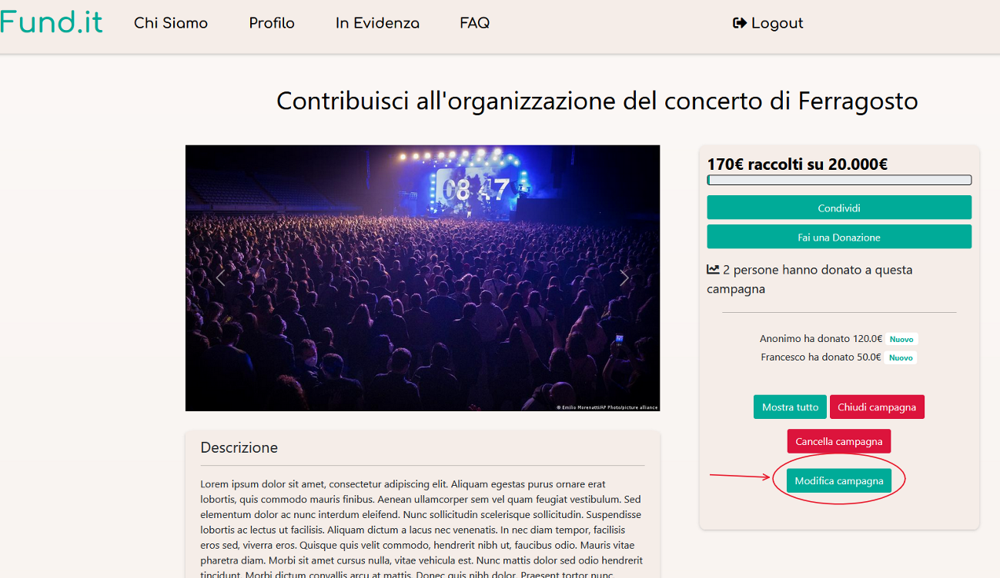 Fund.it
Chi Siamo
Profilo
In Evidenza
FAQ
Logout
Contribuisci all'organizzazione del concerto di Ferragosto
08 47
© Emilio Morenatti/AP Photo/picture alliance
170€ raccolti su 20.000€
Condividi
Fai una Donazione
2 persone hanno donato a questa
campagna
Anonimo ha donato 120.0€ Nuovo
Francesco ha donato 50.0€ Nuovo
Mostra tutto
Chiudi campagna
Cancella campagna
Modifica campagna
Descrizione
Lorem ipsum dolor sit amet, consectetur adipiscing elit. Aliquam egestas purus ornare erat
lobortis, quis commodo mauris finibus. Aenean ullamcorper sem vel quam feugiat vestibulum. Sed
elementum dolor ac nunc interdum eleifend. Nunc sollicitudin scelerisque sollicitudin. Suspendisse
lobortis ac lectus ut facilisis. Aliquam dictum a lacus nec venenatis. In nec diam tempor, facilisis
eros sed, viverra eros. Quisque quis velit commodo, hendrerit nibh ut, faucibus odio. Mauris vitae
pharetra diam. Morbi sit amet cursus nulla, vitae vehicula est. Nunc mattis dolor sed odio hendrerit
tincidunt. Morbi dictum convallis arcu at mattis. Donec quis nibh dolor. Praesent tortor nunc